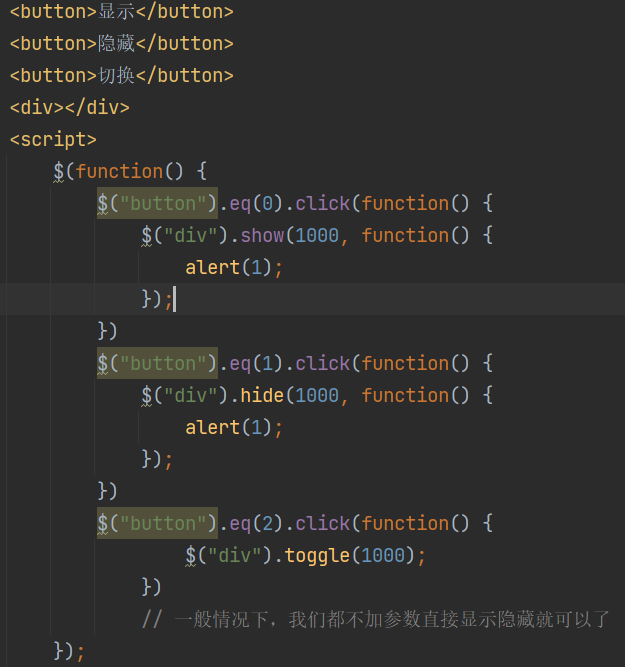 <button>显示</button>
<button>隐藏</button>
<button>切换</button>
<div></div>
<script>
    $(function() {
        $("button").eq(0).click(function() {
            $("div").show(1000, function() {
                alert(1);
            });
        })
        $("button").eq(1).click(function() {
            $("div").hide(1000, function() {
                alert(1);
            });
        })
        $("button").eq(2).click(function() {
                $("div").toggle(1000);
            })
            // 一般情况下，我们都不加参数直接显示隐藏就可以了
    });